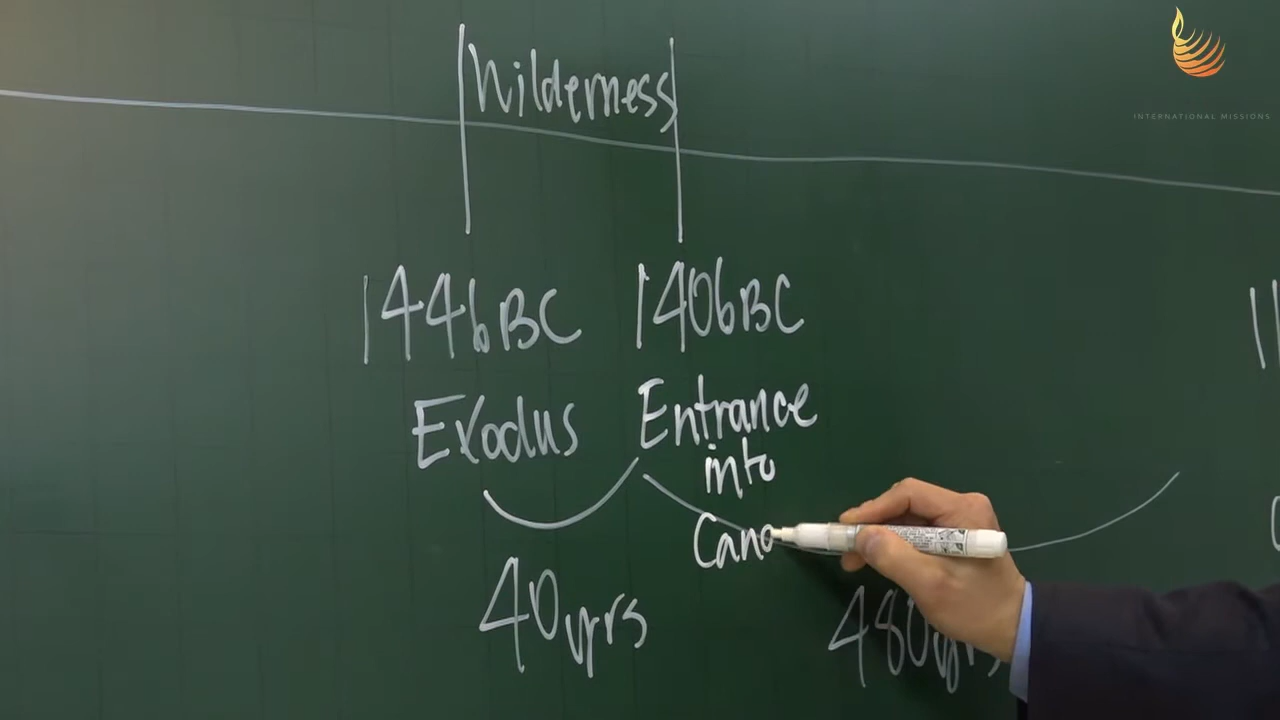 INTERNATIONAL MISSIONS
Wilderness
1446BC 1406BC
Exodus Entrance
into
Cana
40yrs 480yrs